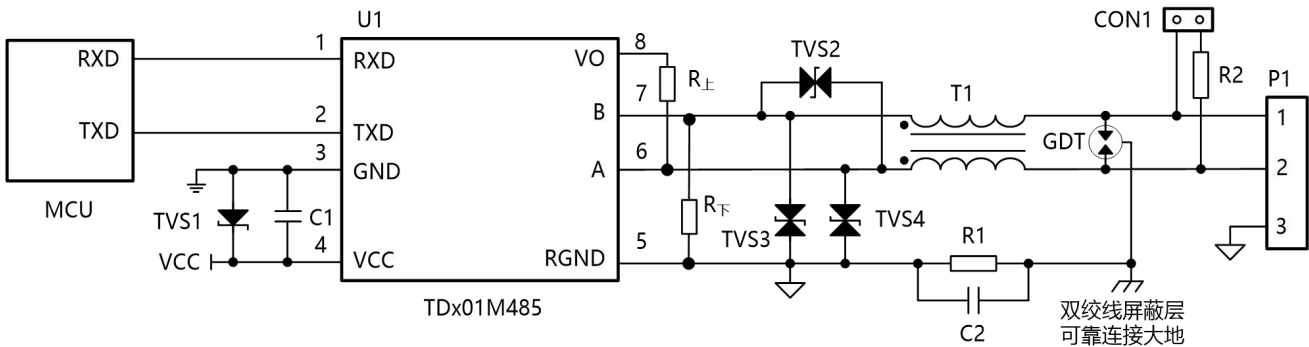 U1
CON1
RXD
1
RXD
VO
8
R上
TVS2
R2
P1
7
T1
TXD
2
TXD
B
1
GDT
3
GND
A
6
2
MCU
TVS1
C1
R下
TVS3
TVS4
3
VCC
4
VCC
RGND
5
R1
TDx01M485
C2
双绞线屏蔽层
可靠连接大地